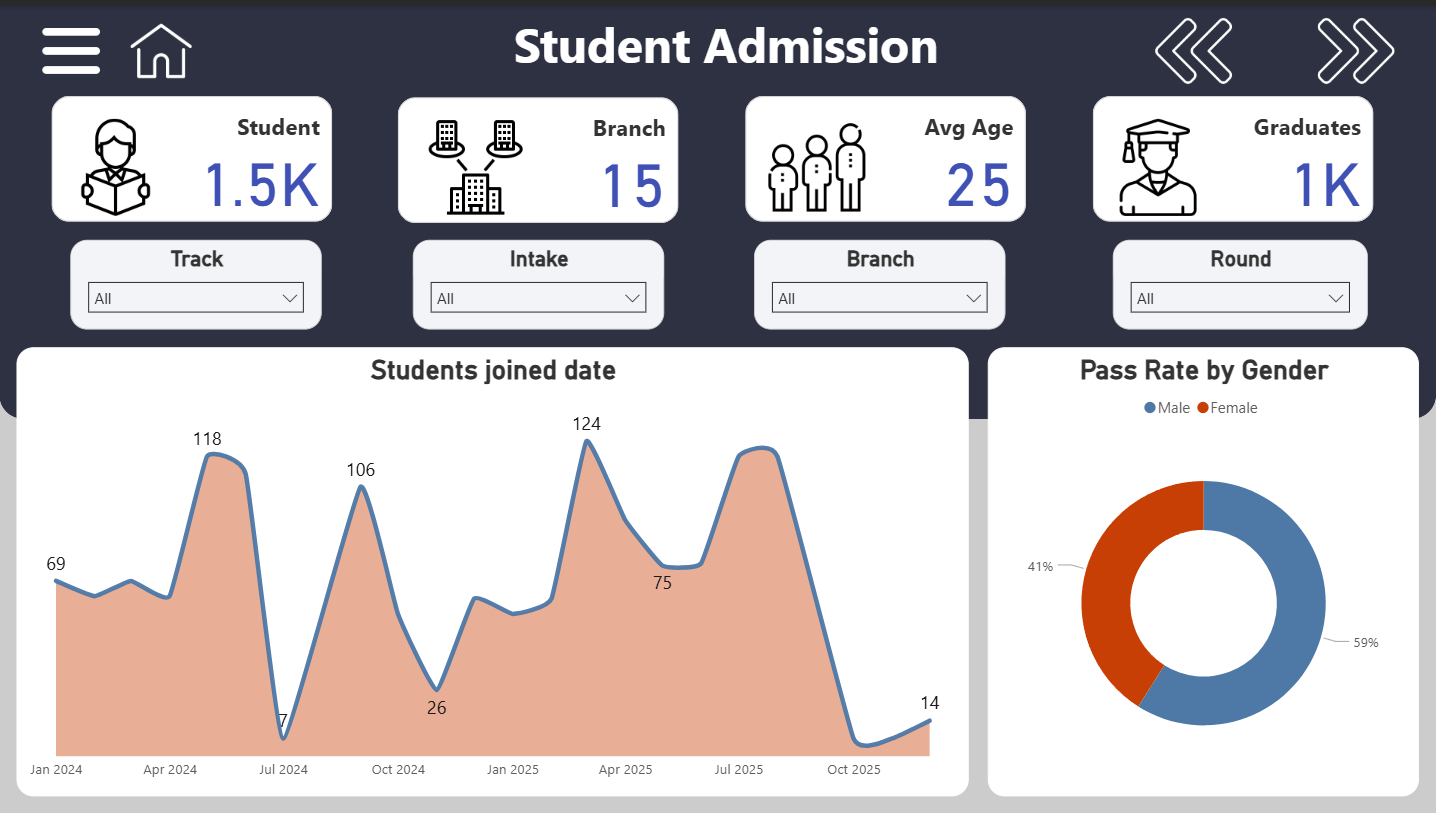 Student Admission
Student
1.5K
Branch
15
Avg Age
25
Graduates
1K
Track
All
Intake
All
Branch
All
Round
All
Students joined date
69
118
7
106
26
124
75
14
Jan 2024
Apr 2024
Jul 2024
Oct 2024
Jan 2025
Apr 2025
Jul 2025
Oct 2025
Pass Rate by Gender
Male
Female
41%
59%